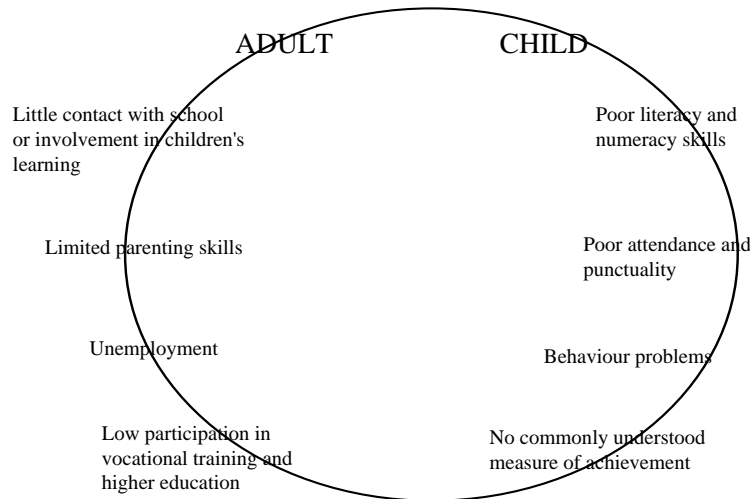 ADULT
CHILD
Little contact with school
or involvement in children's
learning
Poor literacy and
numeracy skills
Limited parenting skills
Poor attendance and
punctuality
Unemployment
Behaviour problems
Low participation in
vocational training and
higher education
No commonly understood
measure of achievement